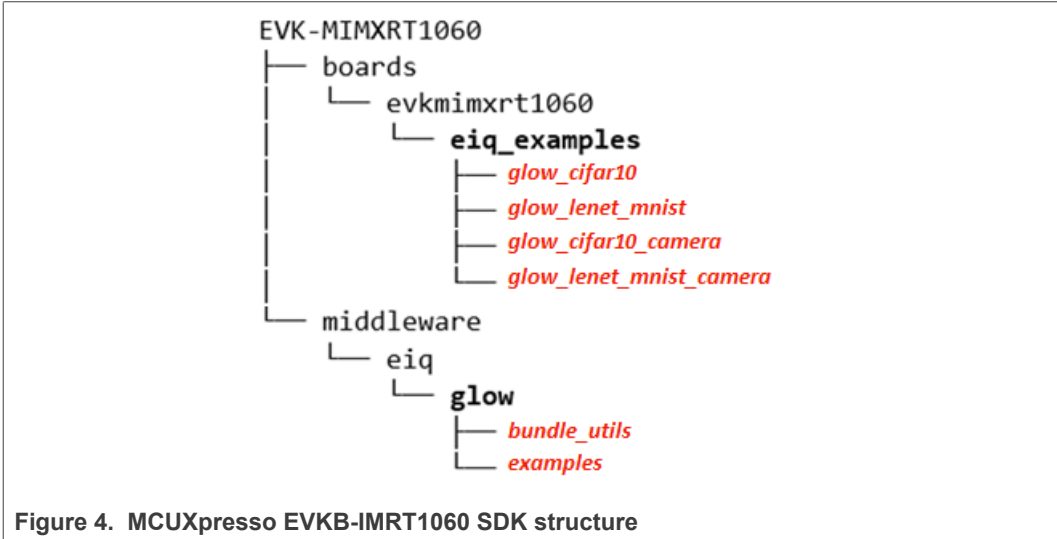 EVK-MIMXRT1060
├── boards
│   └── evkmimxrt1060
│       └── eiq_examples
│           ├── glow_cifar10
│           ├── glow_lenet_mnist
│           ├── glow_cifar10_camera
│           └── glow_lenet_mnist_camera
└── middleware
    └── eiq
        └── glow
            ├── bundle_utils
            └── examples
Figure 4. MCUXpresso EVKB-IMRT1060 SDK structure